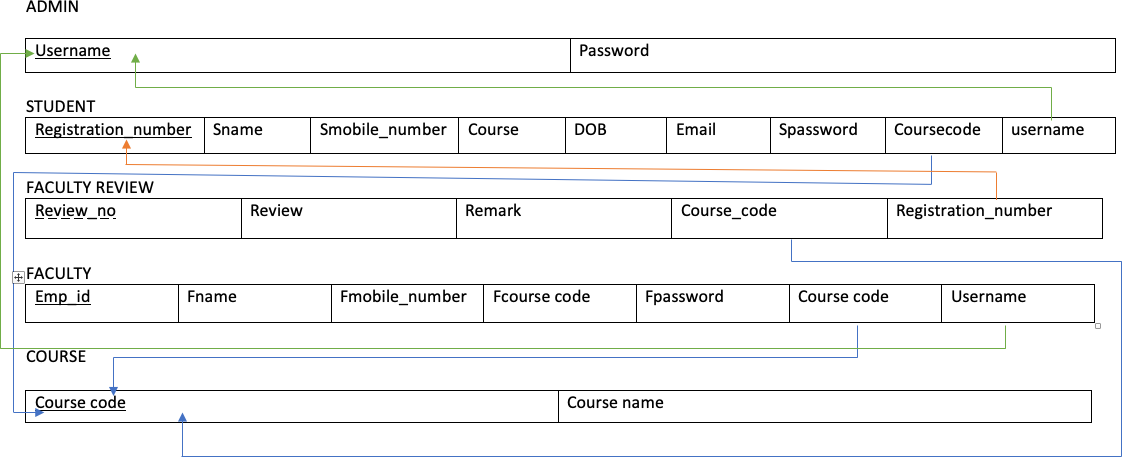 ADMIN
Username Password
STUDENT
Registration_number Sname Smobile_number Course DOB Email Spassword Coursecode username
FACULTY REVIEW
Review_no Review Remark Course_code Registration_number
FACULTY
Emp_id Fname Fmobile_number Fcourse code Fpassword Course code Username
COURSE
Course code Course name